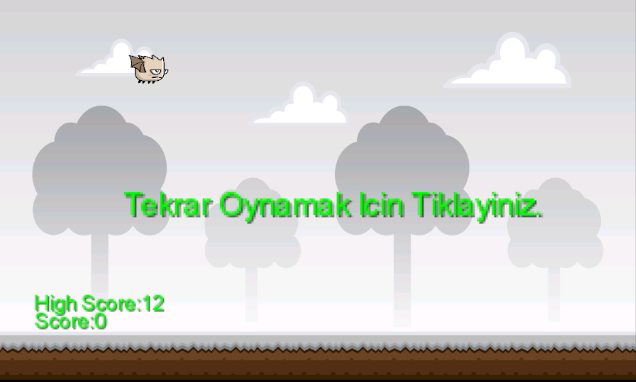 Tekrar Oynamak Icin Tiklayiniz.
High Score:12
Score:0